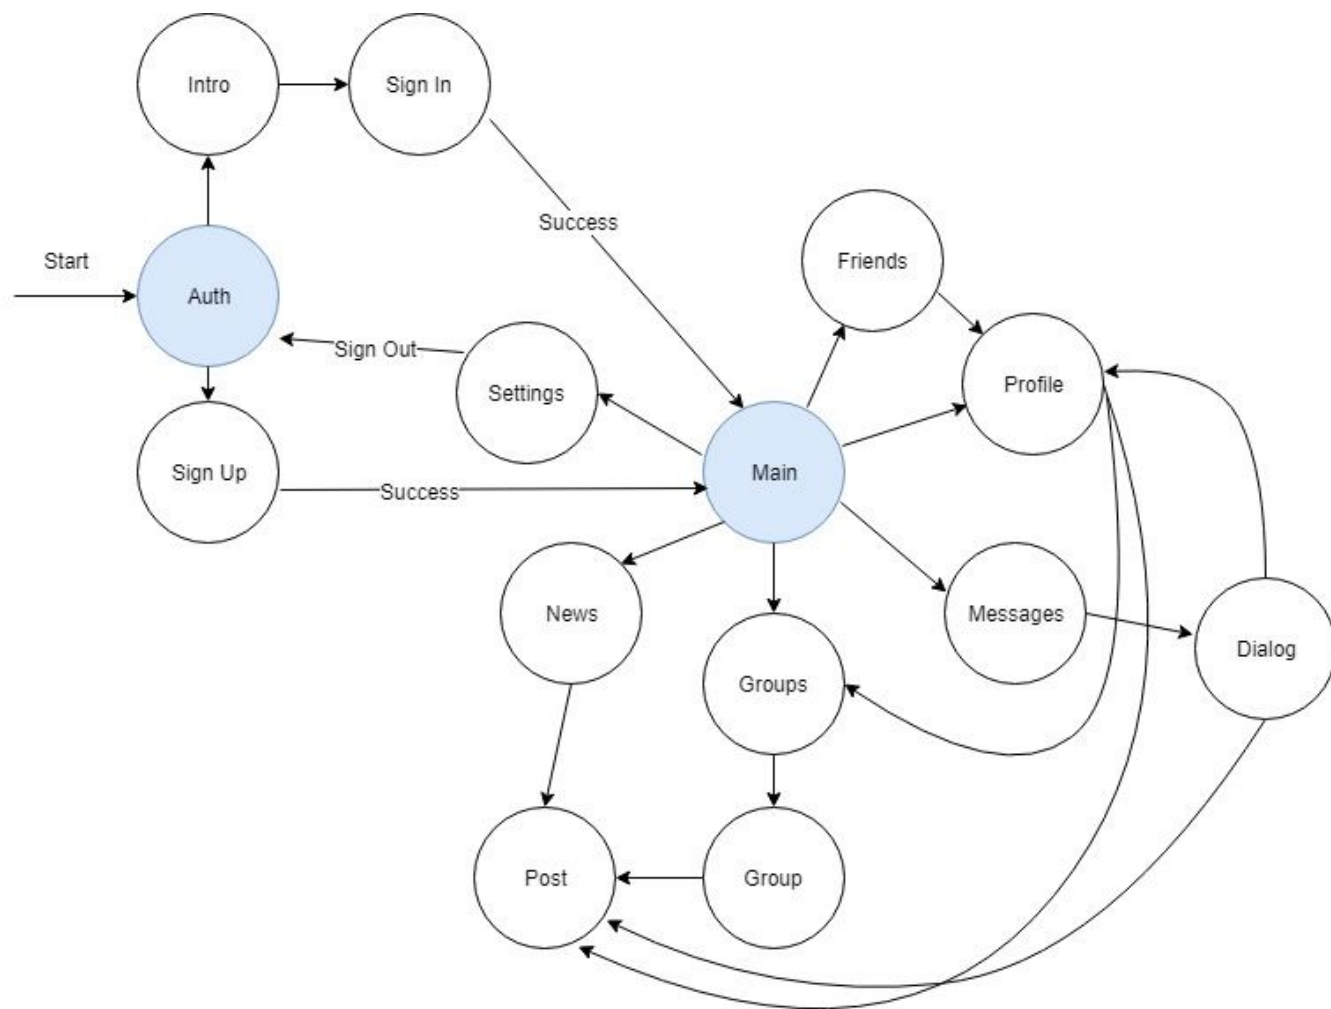 Intro
Sign In
Success
Friends
Start
Auth
Sign Out
Settings
Profile
Sign Up
Success
Main
News
Messages
Groups
Dialog
Post
Group